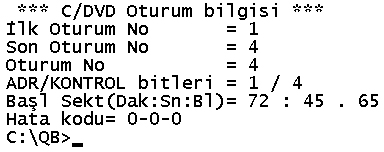 *** C/DVD Oturum bilgisi ***
İlk Oturum No = 1
Son Oturum No = 4
Oturum No = 4
ADR/KONTROL bitleri = 1 / 4
Başl Sekt(Dak:Sn:Bl)= 72 : 45 . 65
Hata kodu= 0-0-0
C:\QB>_